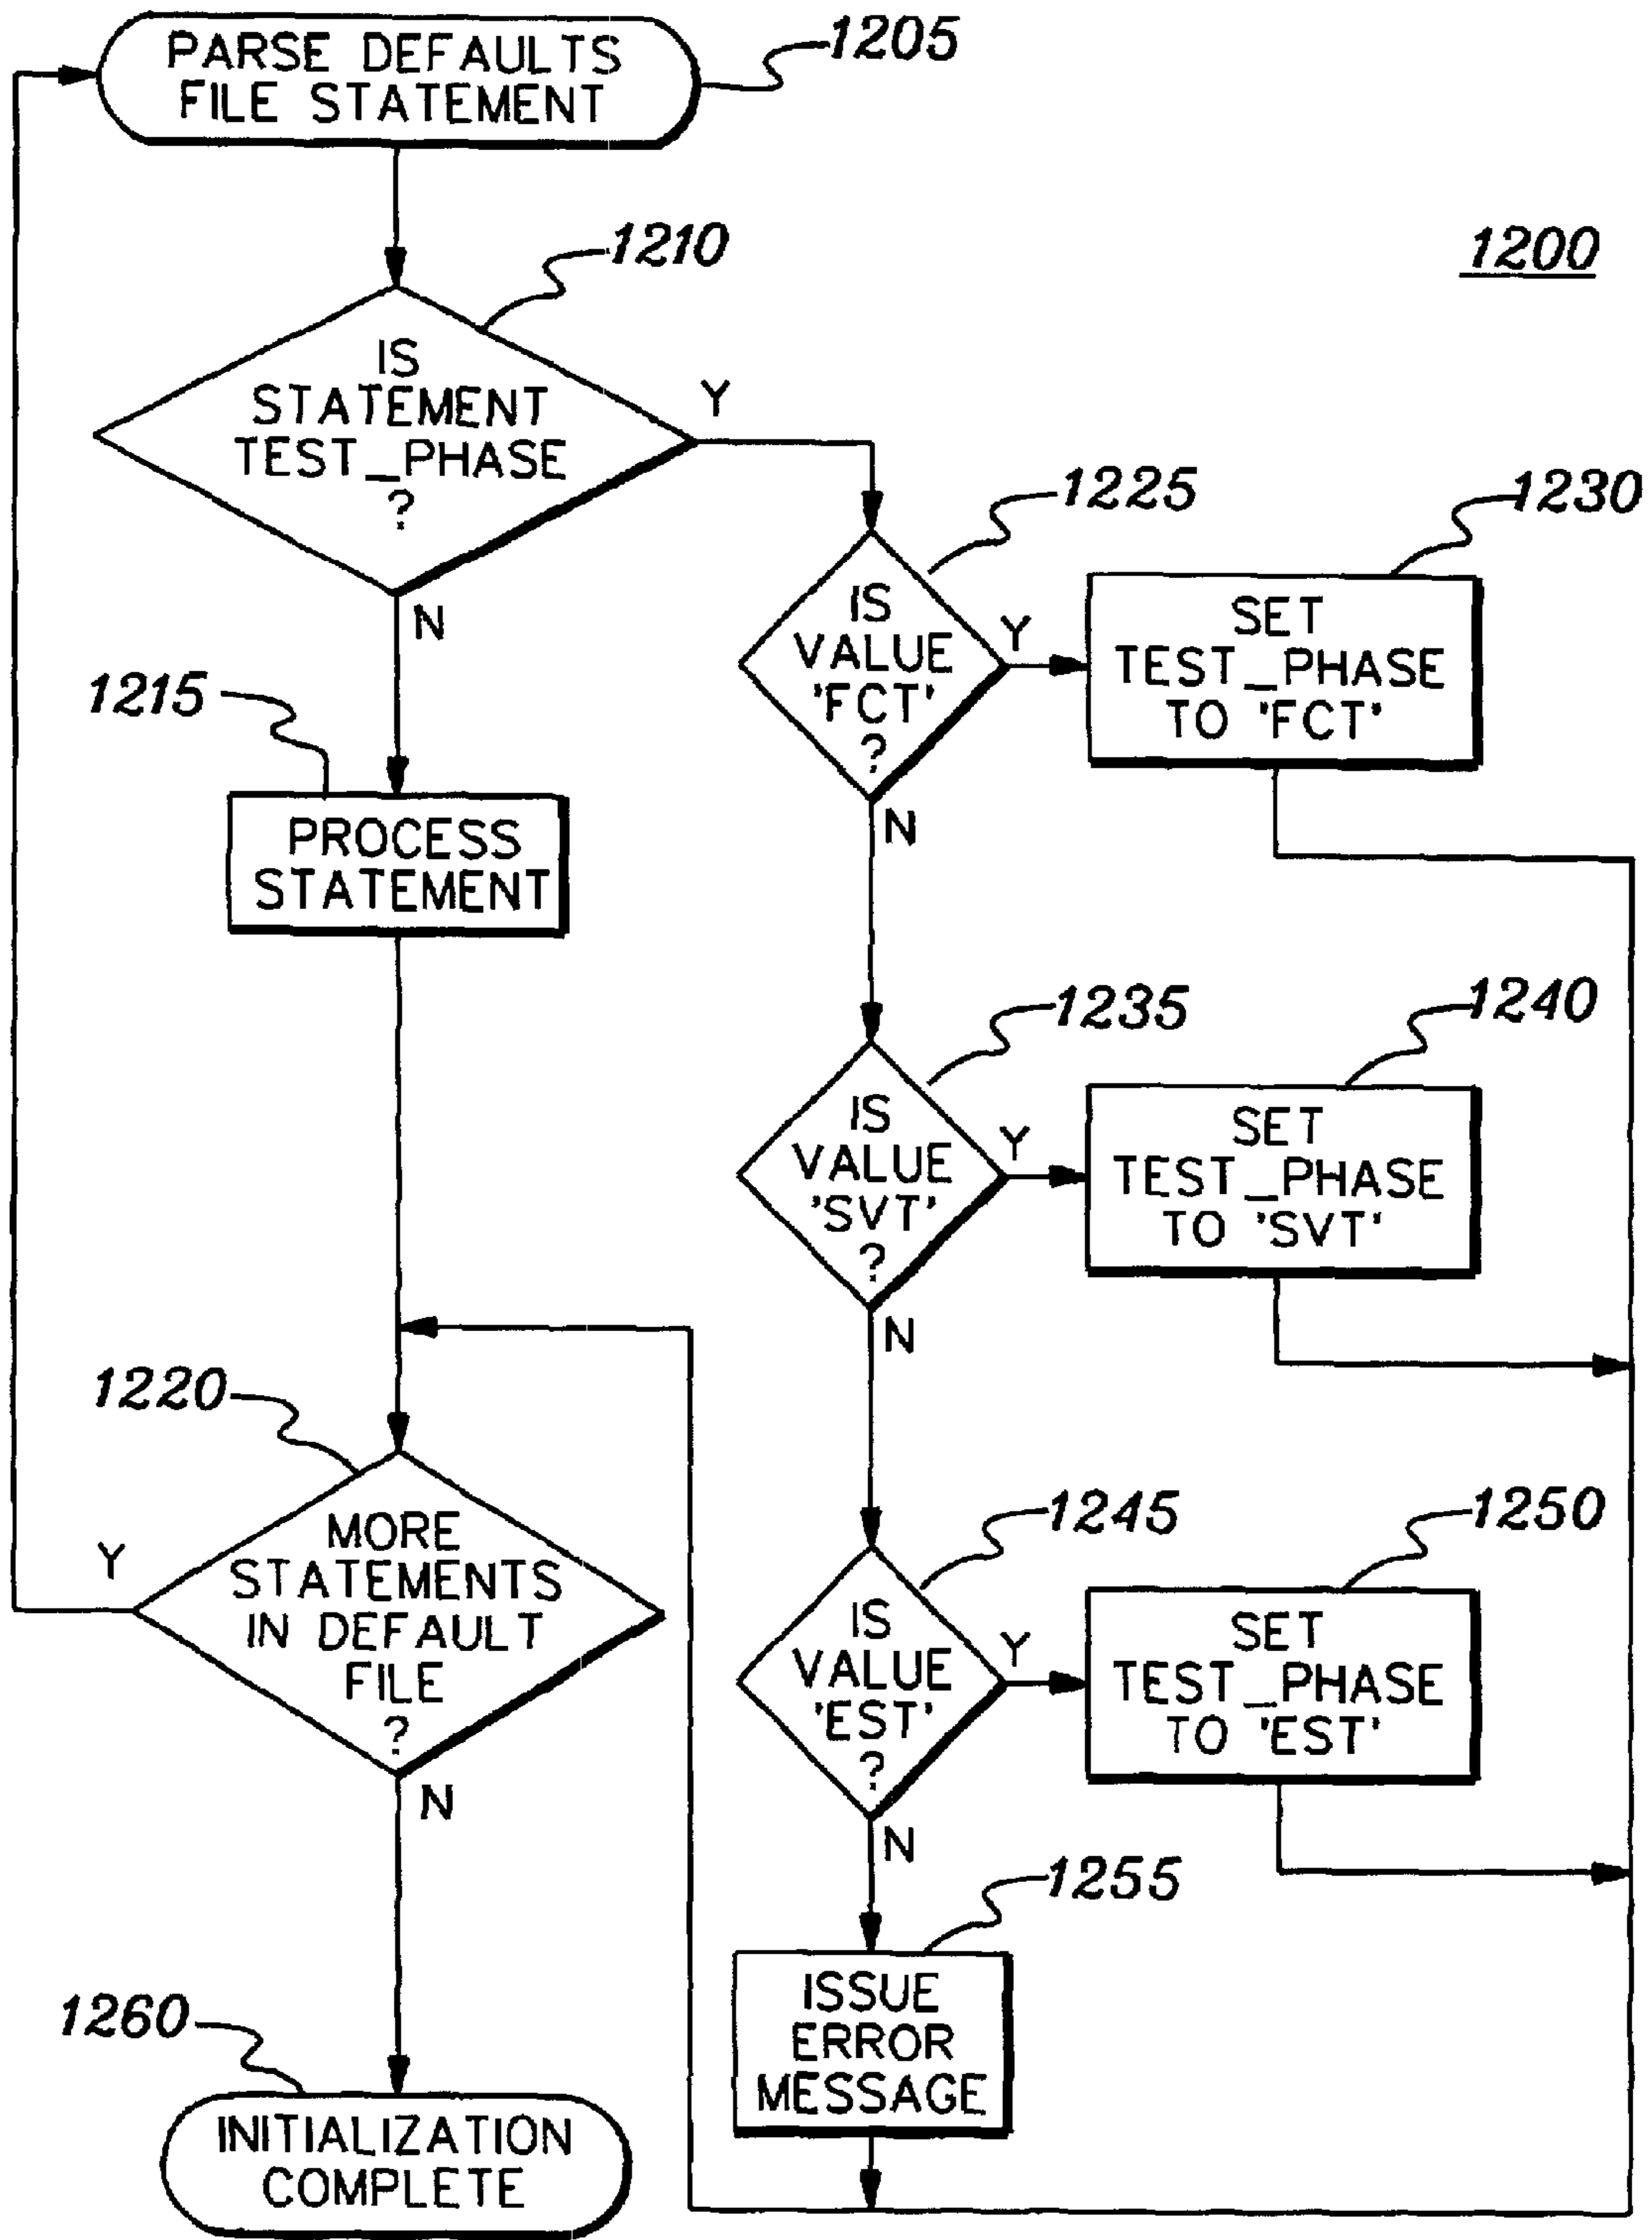 PARSE DEFAULTS
FILE STATEMENT
1205
1200
1210
IS
STATEMENT
TEST_PHASE
?
Y
N
1215
PROCESS
STATEMENT
1225
IS
VALUE
'FCT'
?
Y
N
1230
SET
TEST_PHASE
TO 'FCT'
1235
IS
VALUE
'SVT'
?
Y
N
1240
SET
TEST_PHASE
TO 'SVT'
1220
MORE
STATEMENTS
IN DEFAULT
FILE
?
Y
N
1245
IS
VALUE
'EST'
?
Y
N
1250
SET
TEST_PHASE
TO 'EST'
1255
ISSUE
ERROR
MESSAGE
1260
INITIALIZATION
COMPLETE